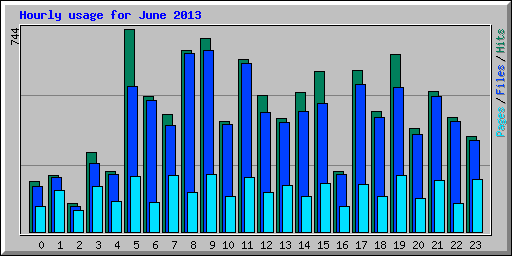 Hourly usage for June 2013
744
Pages/Files/Hits
0 1 2 3 4 5 6 7 8 9 10 11 12 13 14 15 16 17 18 19 20 21 22 23